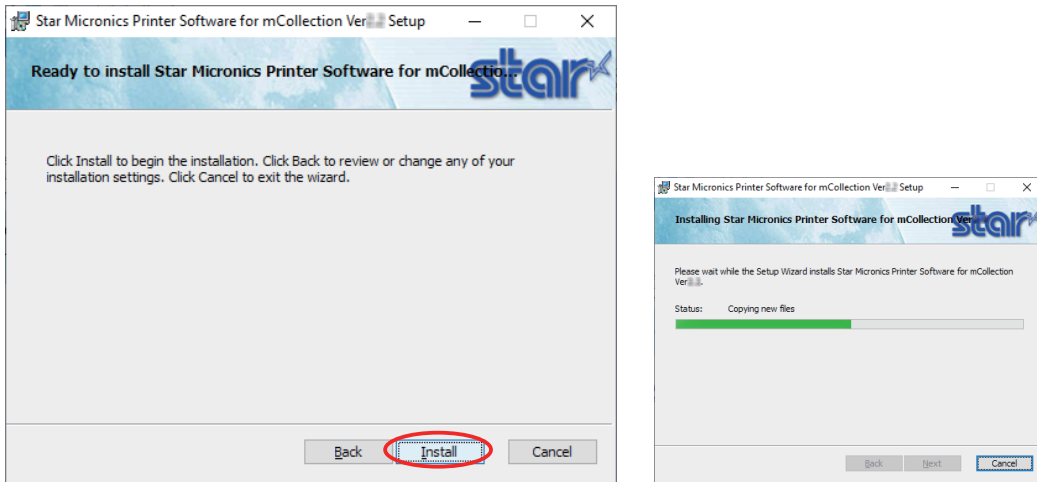 Star Micronics Printer Software for mCollection Ver Setup
Ready to install Star Micronics Printer Software for mCollectio...
star
Click Install to begin the installation. Click Back to review or change any of your
installation settings. Click Cancel to exit the wizard.
Back
Install
Cancel
Star Micronics Printer Software for mCollection Ver Setup
Installing Star Micronics Printer Software for mCollection Ver
star
Please wait while the Setup Wizard installs Star Micronics Printer Software for mCollection
Ver
Status: Copying new files
Back
Next
Cancel